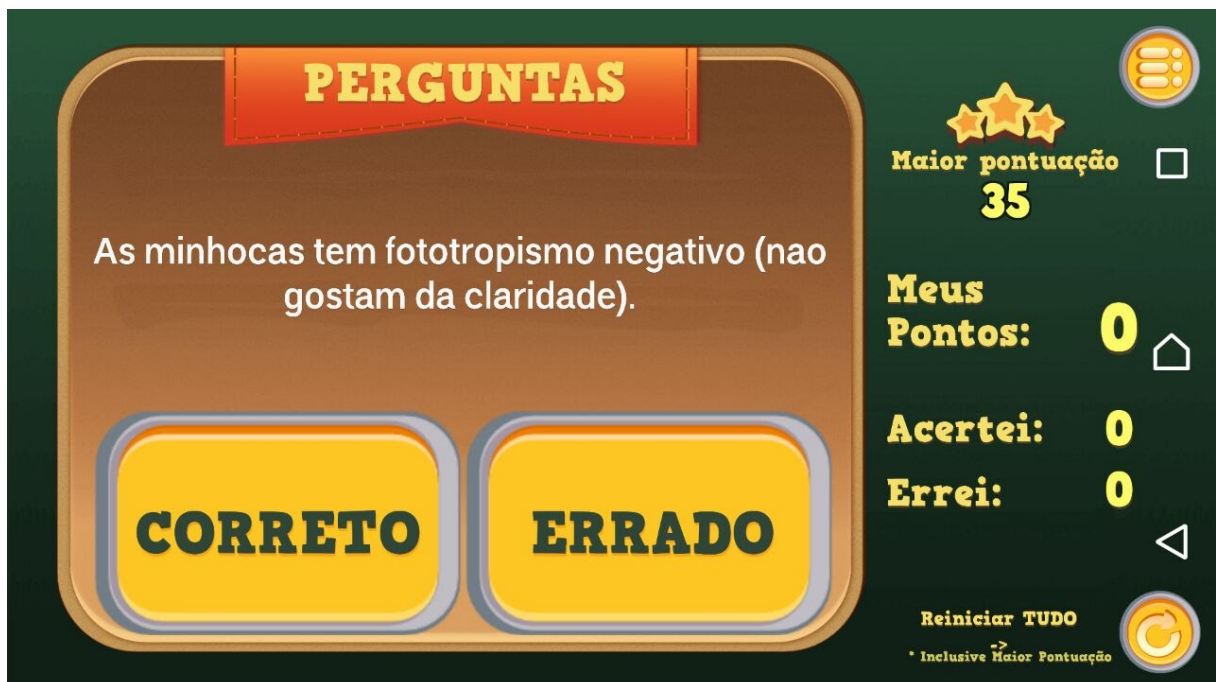 PERGUNTAS
As minhocas tem fototropismo negativo (nao
gostam da claridade).
CORRETO
ERRADO
Maior pontuação
35
Meus
Pontos: 0
Acertei: 0
Errei: 0
Reiniciar TUDO
->
* Inclusive Maior Pontuação